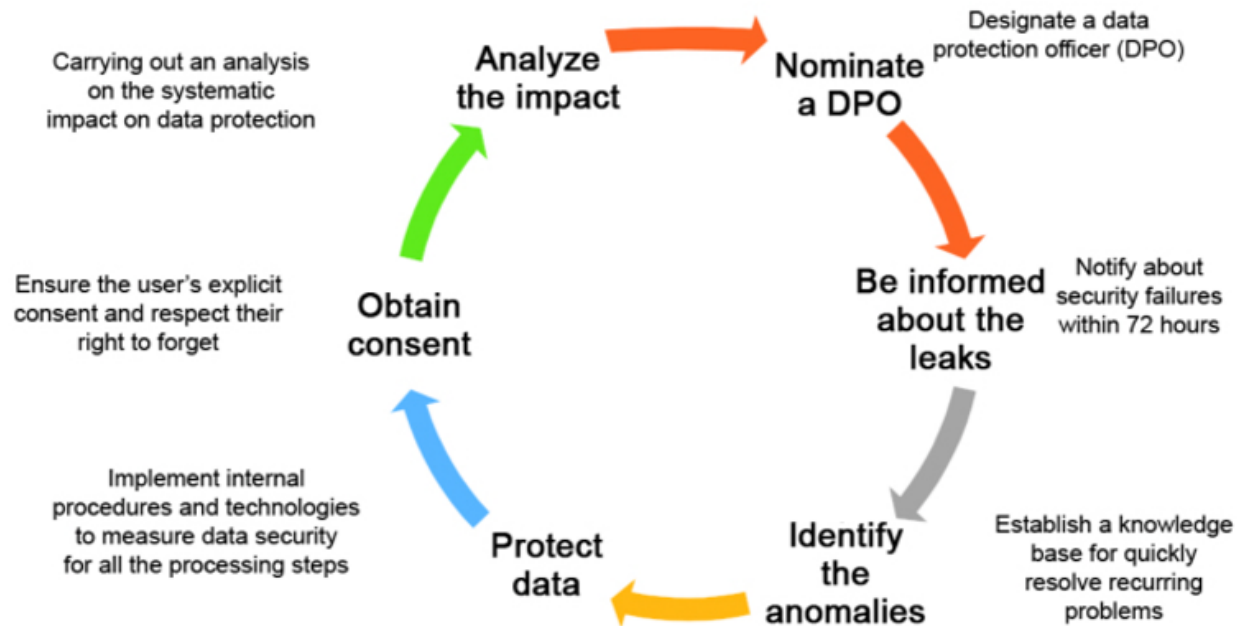 Analyze
the impact
Carrying out an analysis
on the systematic
impact on data protection
Nominate
a DPO
Designate a data
protection officer (DPO)
Be informed
about the
leaks
Notify about
security failures
within 72 hours
Identify
the
anomalies
Establish a knowledge
base for quickly
resolve recurring
problems
Protect
data
Implement internal
procedures and technologies
to measure data security
for all the processing steps
Obtain
consent
Ensure the user's explicit
consent and respect their
right to forget